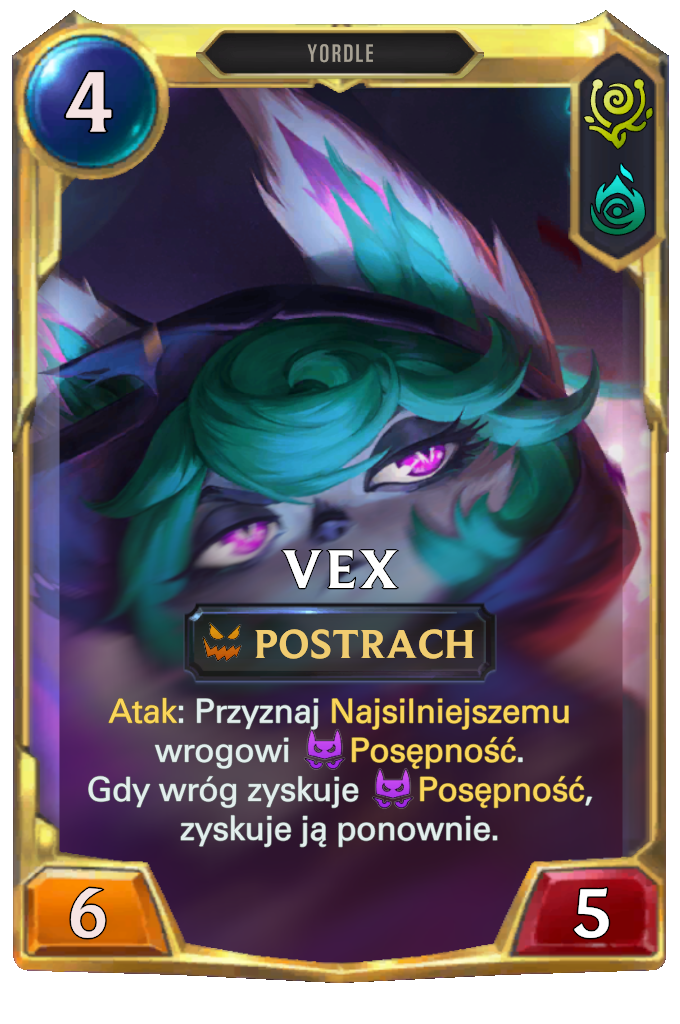 YORDLE
4
VEX
POSTRACH
Atak: Przyznaj Najsilniejszemu
wrogowi Posępność.
Gdy wróg zyskuje Posępność,
zyskuje ją ponownie.
6
5